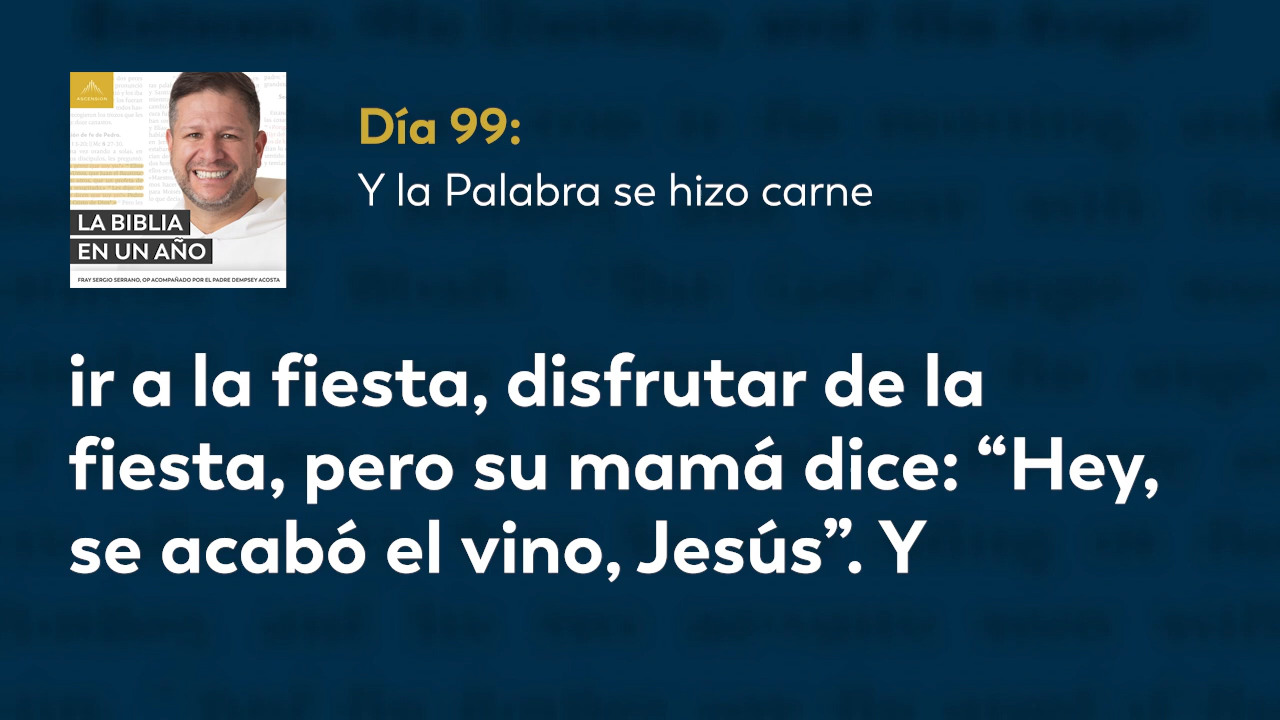 ASCENSION
LA BIBLIA
EN UN AÑO
FRAY SERGIO SERRANO, OP ACOMPAÑADO POR EL PADRE DEMPSEY ACOSTA
Día 99:
Y la Palabra se hizo carne
ir a la fiesta, disfrutar de la
fiesta, pero su mamá dice: “Hey,
se acabó el vino, Jesús”. Y